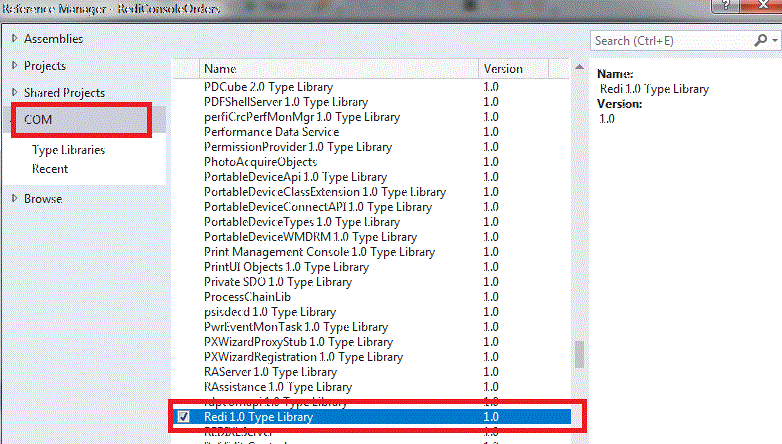 Reference Manager - RediConsoleOrders
?
Assemblies
Projects
Shared Projects
COM
Type Libraries
Recent
Browse
Name Version
PDCube 2.0 Type Library 1.0
PDFShellServer 1.0 Type Library 1.0
perfiCrcPerfMonMgr 1.0 Type Library 1.0
Performance Data Service 1.0
PermissionProvider 1.0 Type Library 1.0
PhotoAcquireObjects 1.0
PortableDeviceApi 1.0 Type Library 1.0
PortableDeviceClassExtension 1.0 Type Library 1.0
PortableDeviceConnectAPI 1.0 Type Library 1.0
PortableDeviceTypes 1.0 Type Library 1.0
PortableDeviceWMDRM 1.0 Type Library 1.0
Print Management Console 1.0 Type Library 1.0
PrintUI Objects 1.0 Type Library 1.0
Private SDO 1.0 Type Library 1.0
ProcessChainLib 1.0
psisdecd 1.0 Type Library 1.0
PwrEventMonTask 1.0 Type Library 1.0
PXWizardProxyStub 1.0 Type Library 1.0
PXWizardRegistration 1.0 Type Library 1.0
RAServer 1.0 Type Library 1.0
RAssistance 1.0 Type Library 1.0
1.0 Type Library 1.0
Redi 1.0 Type Library 1.0
1.0
Search (Ctrl+E)
Name:
Redi 1.0 Type Library
Version:
1.0